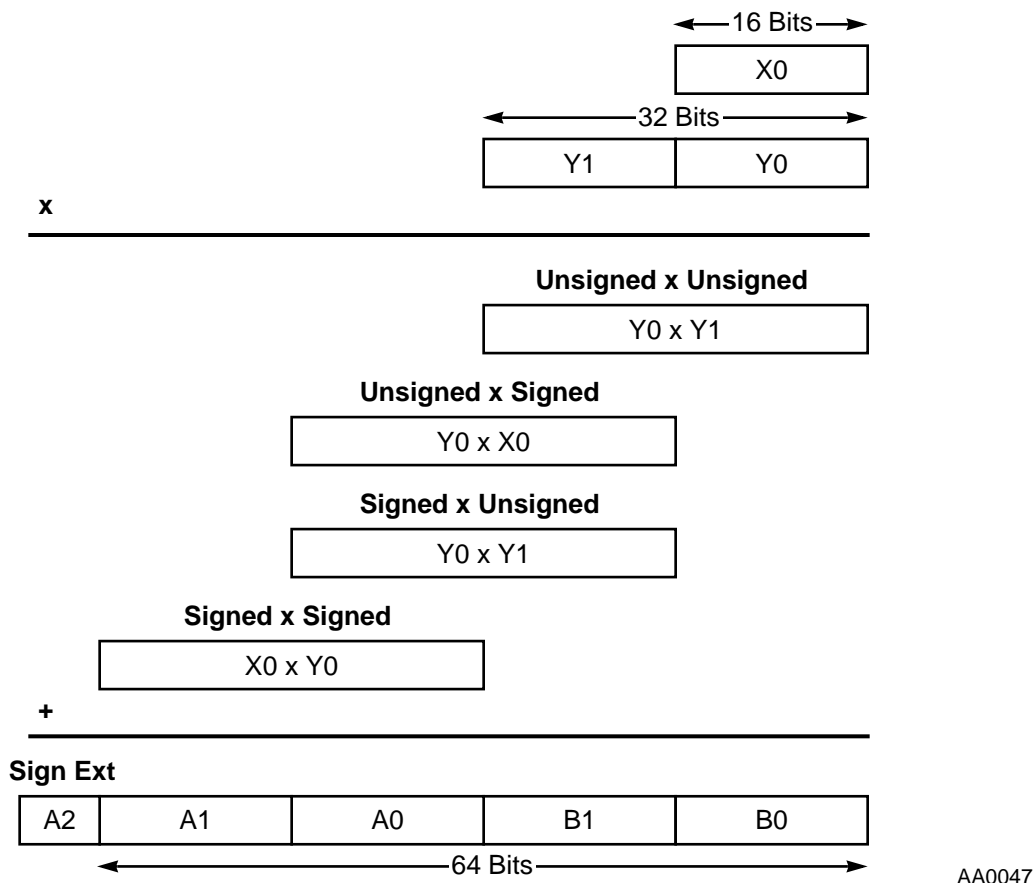 16 Bits
X0
32 Bits
Y1 Y0
x
Unsigned x Unsigned
Y0 x Y1
Unsigned x Signed
Y0 x X0
Signed x Unsigned
Y0 x Y1
Signed x Signed
X0 x Y0
+
Sign Ext
A2 A1 A0 B1 B0
64 Bits
AA0047